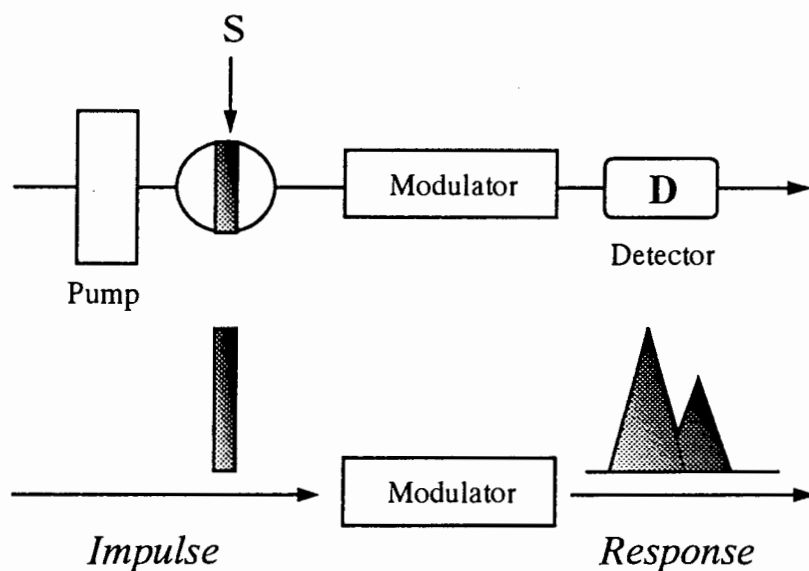 S
Modulator
D
Detector
Pump
Modulator
Impulse
Response